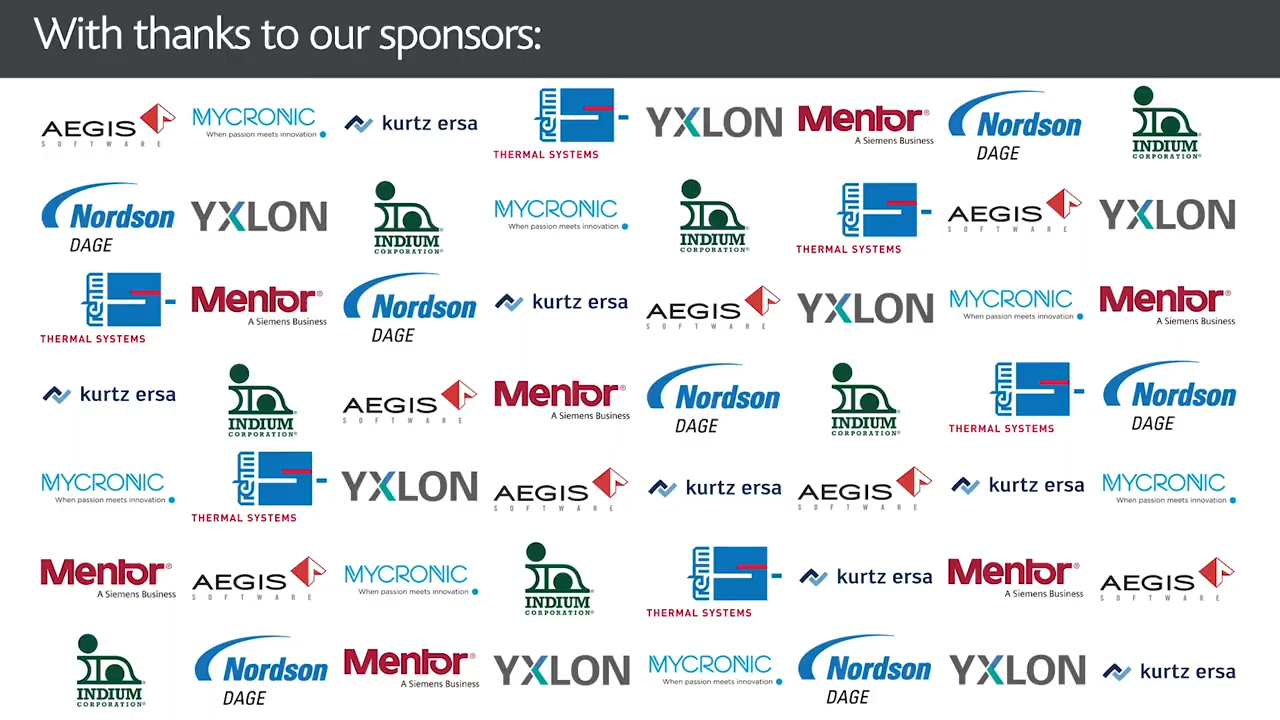 With thanks to our sponsors:
AEGIS
SOFTWARE
MYCRONIC
When passion meets innovation
kurtz ersa
rehm
THERMAL SYSTEMS
YXLON
Mentor®
A Siemens Business
Nordson
DAGE
INDIUM
CORPORATION®
Nordson
DAGE
YXLON
INDIUM
CORPORATION®
MYCRONIC
When passion meets innovation
INDIUM
CORPORATION®
rehm
THERMAL SYSTEMS
AEGIS
SOFTWARE
YXLON
rehm
THERMAL SYSTEMS
Mentor®
A Siemens Business
Nordson
DAGE
kurtz ersa
AEGIS
SOFTWARE
YXLON
MYCRONIC
When passion meets innovation
Mentor®
A Siemens Business
kurtz ersa
INDIUM
CORPORATION®
AEGIS
SOFTWARE
Mentor®
A Siemens Business
Nordson
DAGE
INDIUM
CORPORATION®
rehm
THERMAL SYSTEMS
Nordson
DAGE
MYCRONIC
When passion meets innovation
rehm
THERMAL SYSTEMS
YXLON
AEGIS
SOFTWARE
kurtz ersa
AEGIS
SOFTWARE
kurtz ersa
MYCRONIC
When passion meets innovation
Mentor®
A Siemens Business
AEGIS
SOFTWARE
MYCRONIC
When passion meets innovation
INDIUM
CORPORATION®
rehm
THERMAL SYSTEMS
kurtz ersa
Mentor®
A Siemens Business
AEGIS
SOFTWARE
INDIUM
CORPORATION®
Nordson
DAGE
Mentor®
A Siemens Business
YXLON
MYCRONIC
When passion meets innovation
Nordson
DAGE
YXLON
kurtz ersa